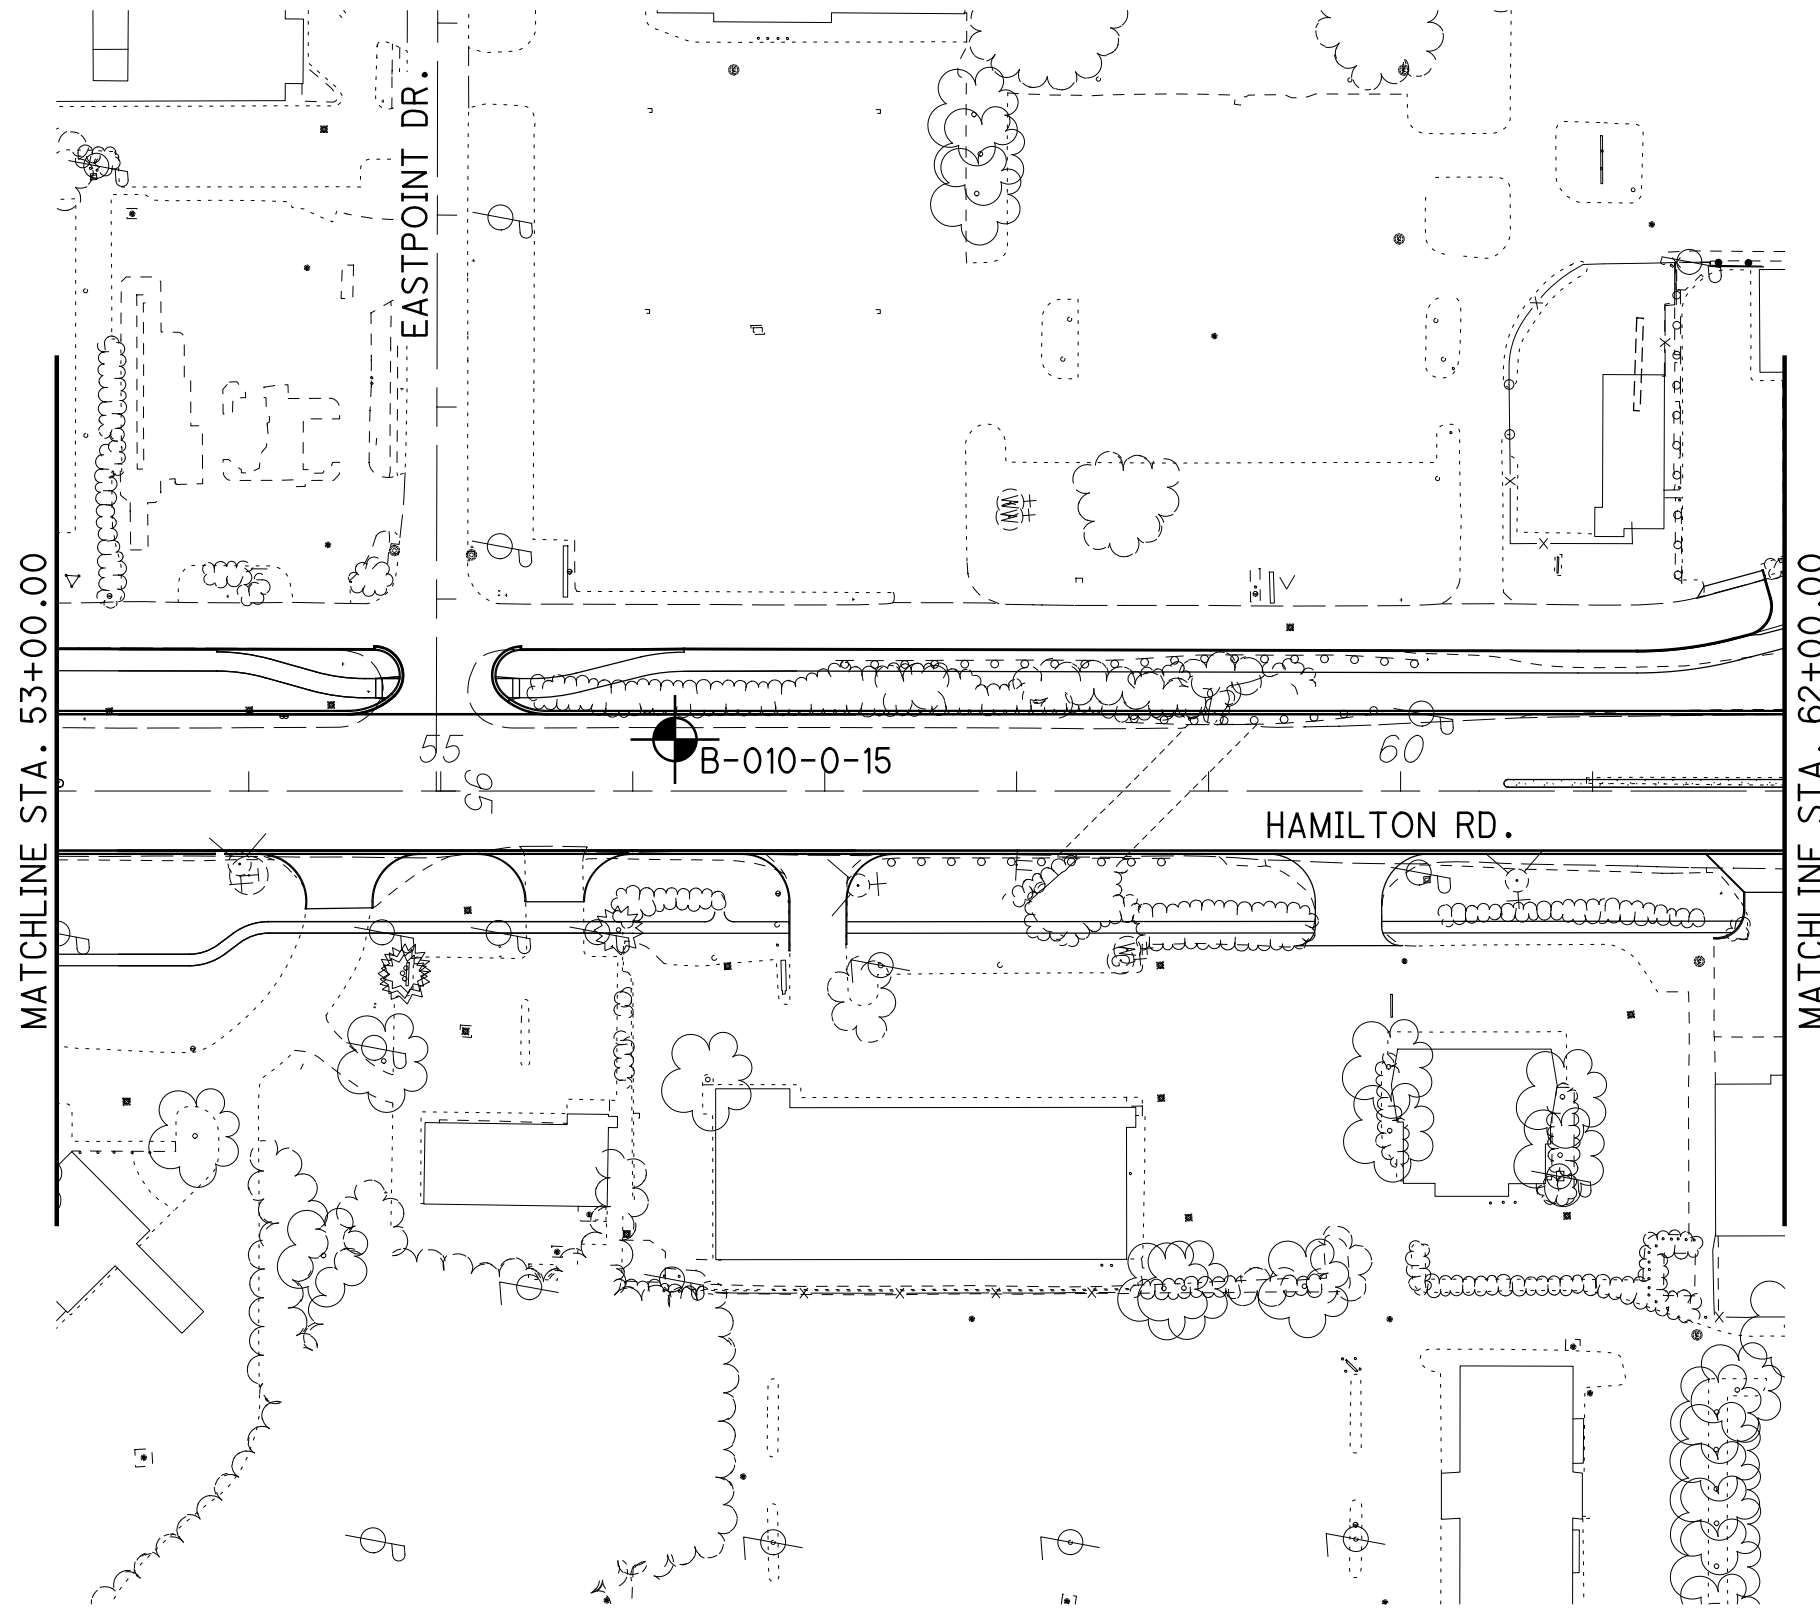 EASTPOINT DR.
MATCHLINE STA. 53+00.00
MATCHLINE STA. 62+00.00
55
95
60
B-010-0-15
HAMILTON RD.